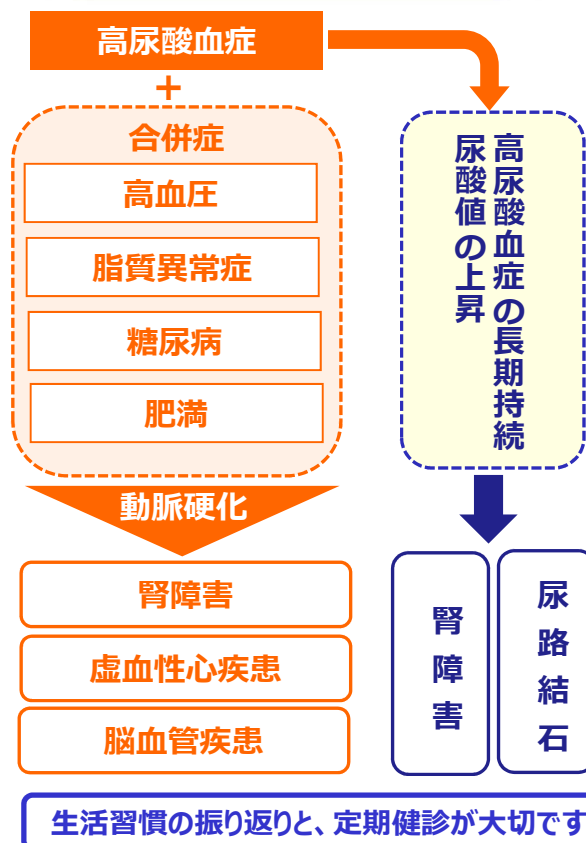 高尿酸血症
+
合併症
高血圧
脂質異常症
糖尿病
肥満
動脈硬化
腎障害
虚血性心疾患
脳血管疾患
高尿酸血症の長期持続
尿酸値の上昇
尿路結石
腎障害
生活習慣の振り返りと、定期健診が大切です